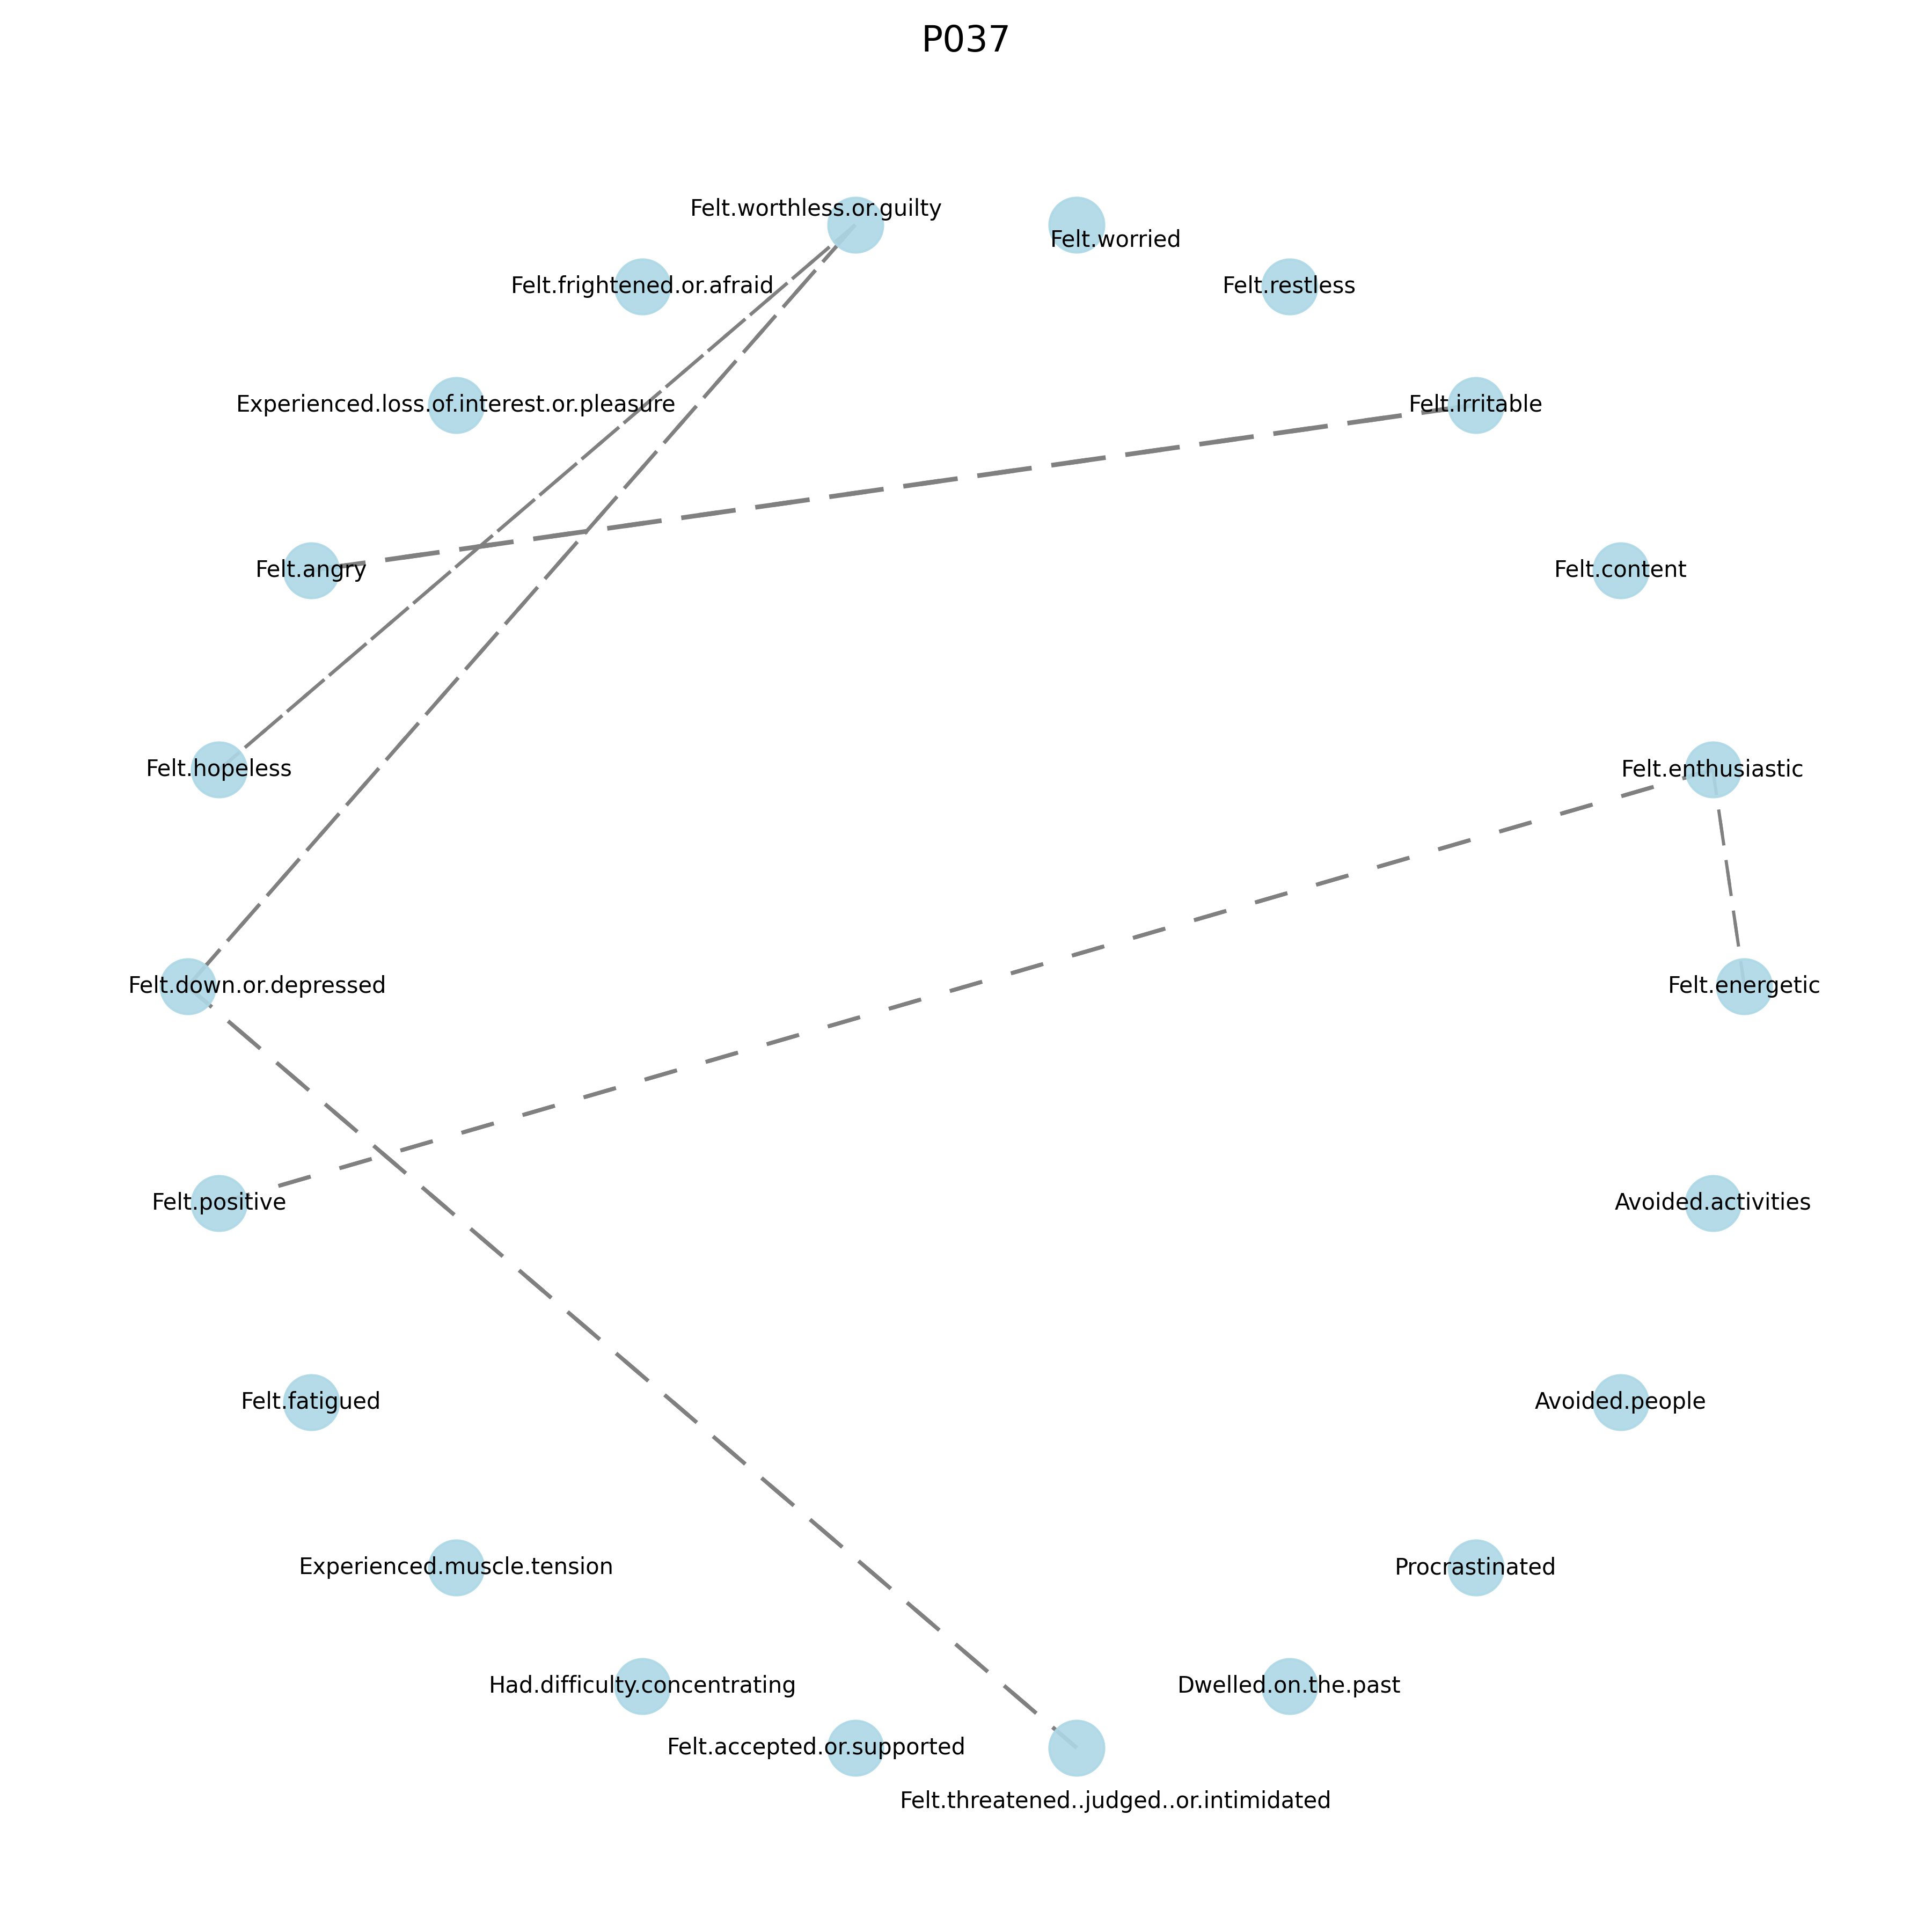 P037
Felt.worthless.or.guilty
Felt.worried
Felt.frightened.or.afraid
Felt.restless
Experienced.loss.of.interest.or.pleasure
Felt.irritable
Felt.angry
Felt.content
Felt.hopeless
Felt.enthusiastic
Felt.down.or.depressed
Felt.energetic
Felt.positive
Avoided.activities
Felt.fatigued
Avoided.people
Experienced.muscle.tension
Procrastinated
Had.difficulty.concentrating
Dwelled.on.the.past
Felt.accepted.or.supported
Felt.threatened..judged..or.intimidated